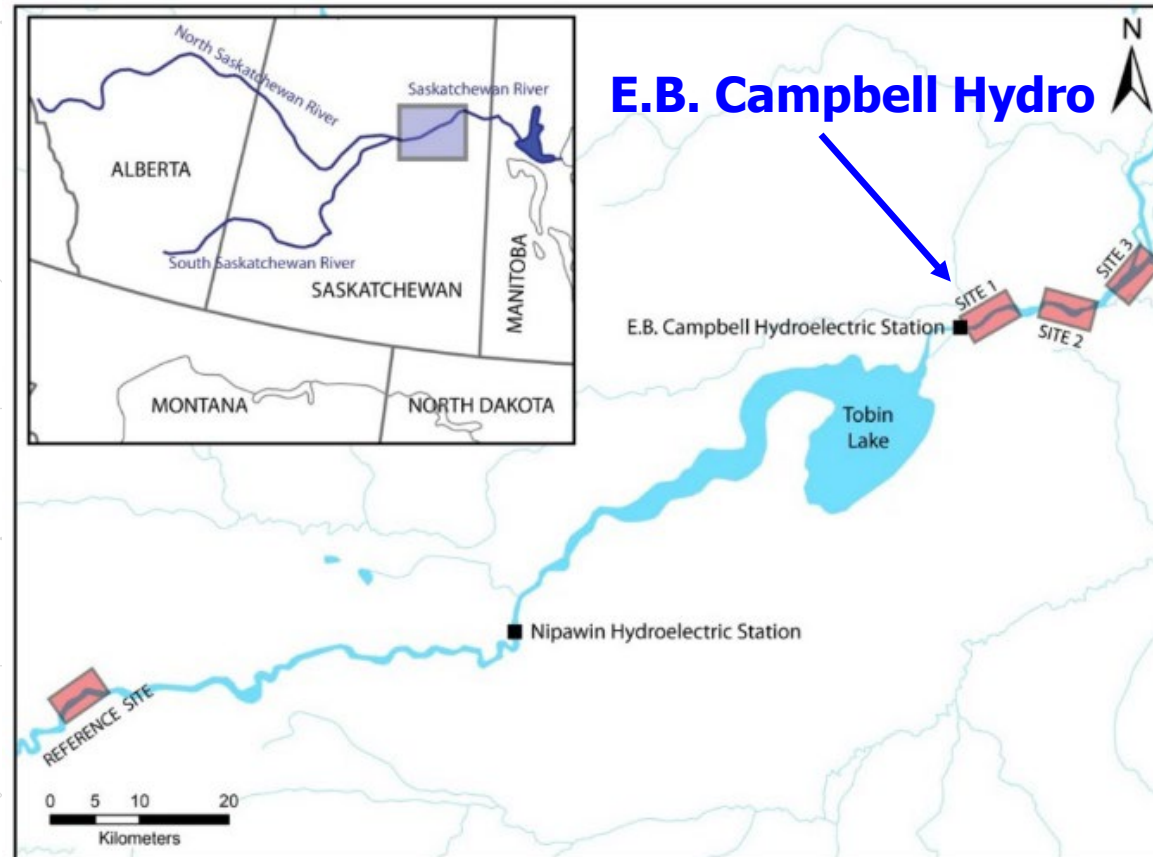 North Saskatchewan River
Saskatchewan River
ALBERTA
South Saskatchewan River
SASKATCHEWAN
MANITOBA
MONTANA
NORTH DAKOTA
E.B. Campbell Hydro
N
SITE 1
SITE 2
SITE 3
E.B. Campbell Hydroelectric Station
Tobin
Lake
Nipawin Hydroelectric Station
REFERENCE SITE
0 5 10 20
Kilometers